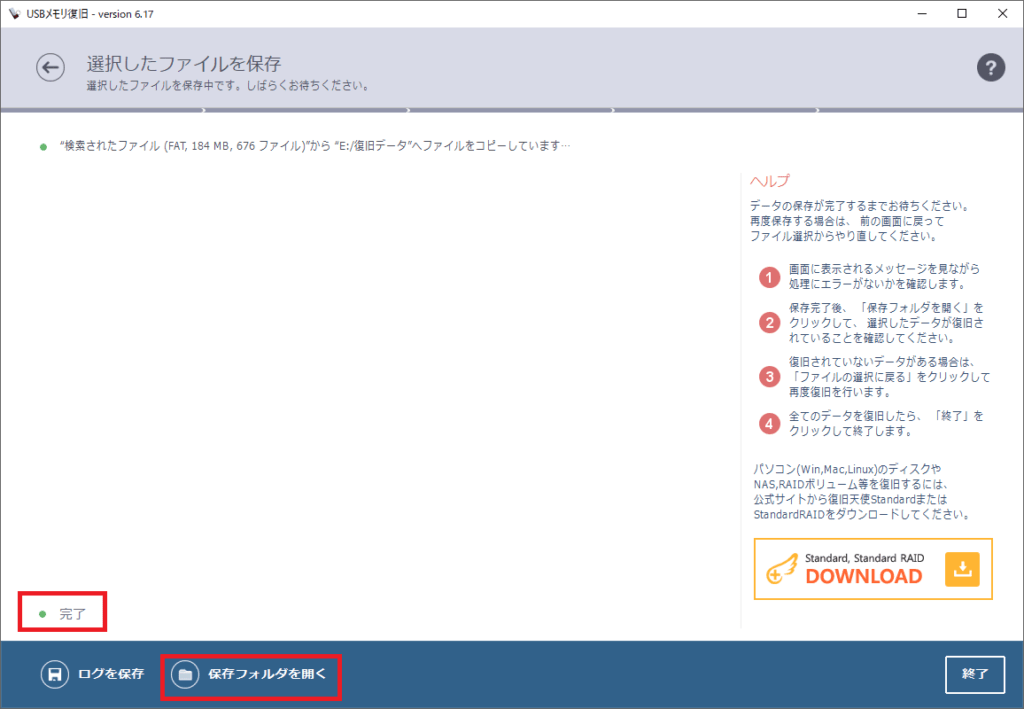 USBメモリ復旧 - version 6.17
選択したファイルを保存
選択したファイルを保存中です。しばらくお待ちください。
?
“検索されたファイル (FAT, 184 MB, 676 ファイル)”から “E:/復旧データ”へファイルをコピーしています…
ヘルプ
データの保存が完了するまでお待ちください。
再度保存する場合は、 前の画面に戻って
ファイル選択からやり直してください。
1
画面に表示されるメッセージを見ながら
処理にエラーがないかを確認します。
2
保存完了後、 「保存フォルダを開く」を
クリックして、 選択したデータが復旧さ
れていることを確認してください。
3
復旧されていないデータがある場合は、
「ファイルの選択に戻る」をクリックして
再度復旧を行います。
4
全てのデータを復旧したら、 「終了」を
クリックして終了します。
パソコン(Win,Mac,Linux)のディスクや
NAS,RAIDボリューム等を復旧するには、
公式サイトから復旧天使Standardまたは
StandardRAIDをダウンロードしてください。
Standard, Standard RAID
DOWNLOAD
完了
ログを保存
保存フォルダを開く
終了